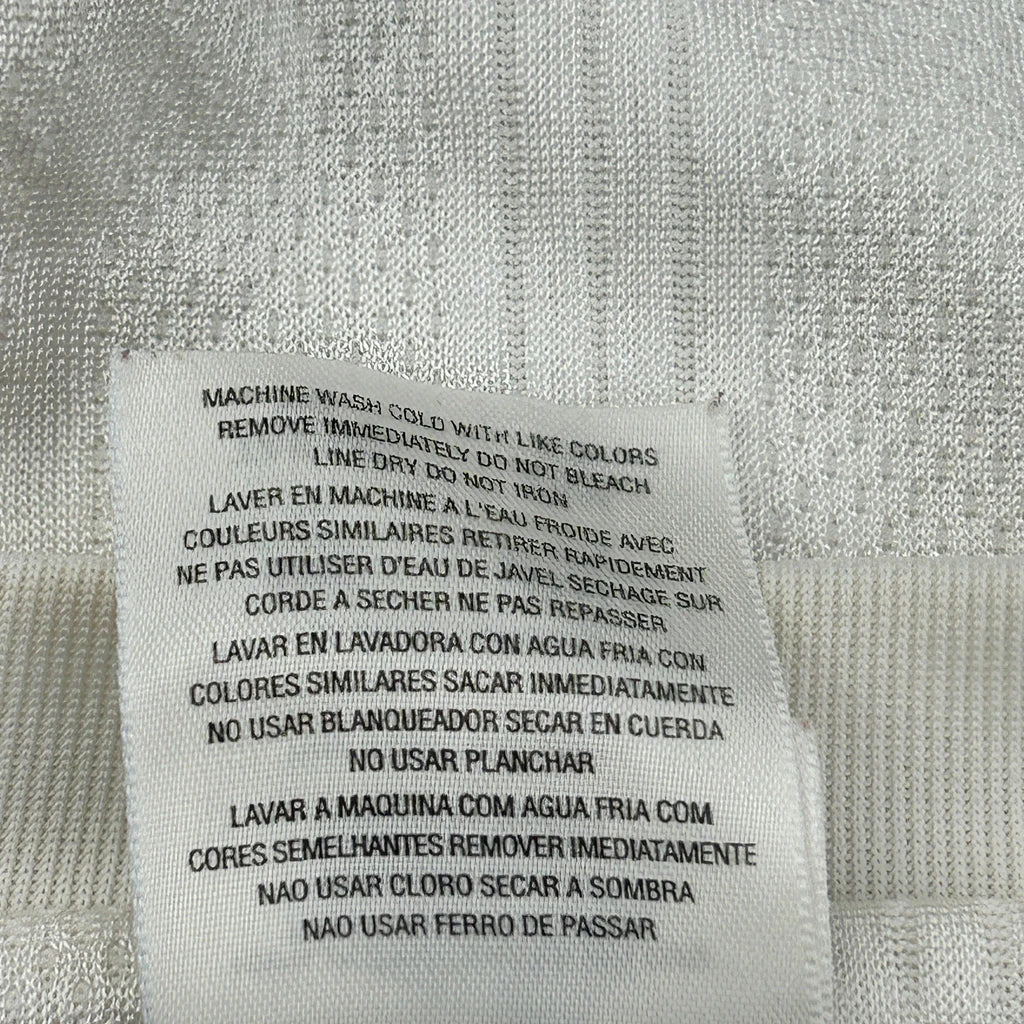 MACHINE WASH COLD WITH LIKE COLORS
REMOVE IMMEDIATELY DO NOT BLEACH
LINE DRY DO NOT IRON
LAVER EN MACHINE A L'EAU FROIDE AVEC
COULEURS SIMILAIRES RETIRER RAPIDEMENT
NE PAS UTILISER D'EAU DE JAVEL SECHAGE SUR
CORDE A SECHER NE PAS REPASSER
LAVAR EN LAVADORA CON AGUA FRIA CON
COLORES SIMILARES SACAR INMEDIATAMENTE
NO USAR BLANQUEADOR SECAR EN CUERDA
NO USAR PLANCHAR
LAVAR A MAQUINA COM AGUA FRIA COM
CORES SEMELHANTES REMOVER IMEDIATAMENTE
NAO USAR CLORO SECAR A SOMBRA
NAO USAR FERRO DE PASSAR